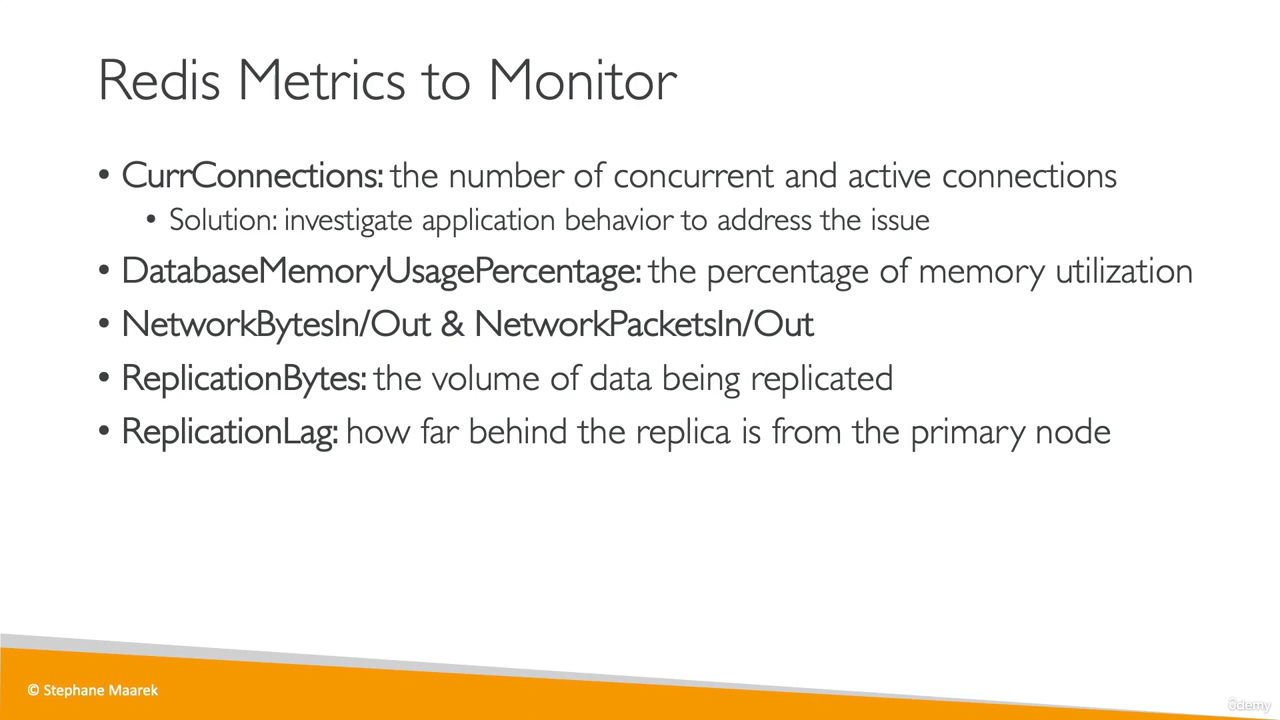 Redis Metrics to Monitor
• CurrConnections: the number of concurrent and active connections
• Solution: investigate application behavior to address the issue
• DatabaseMemoryUsagePercentage: the percentage of memory utilization
• NetworkBytesIn/Out & NetworkPacketsIn/Out
• ReplicationBytes: the volume of data being replicated
• ReplicationLag: how far behind the replica is from the primary node
© Stephane Maarek
ûdemy